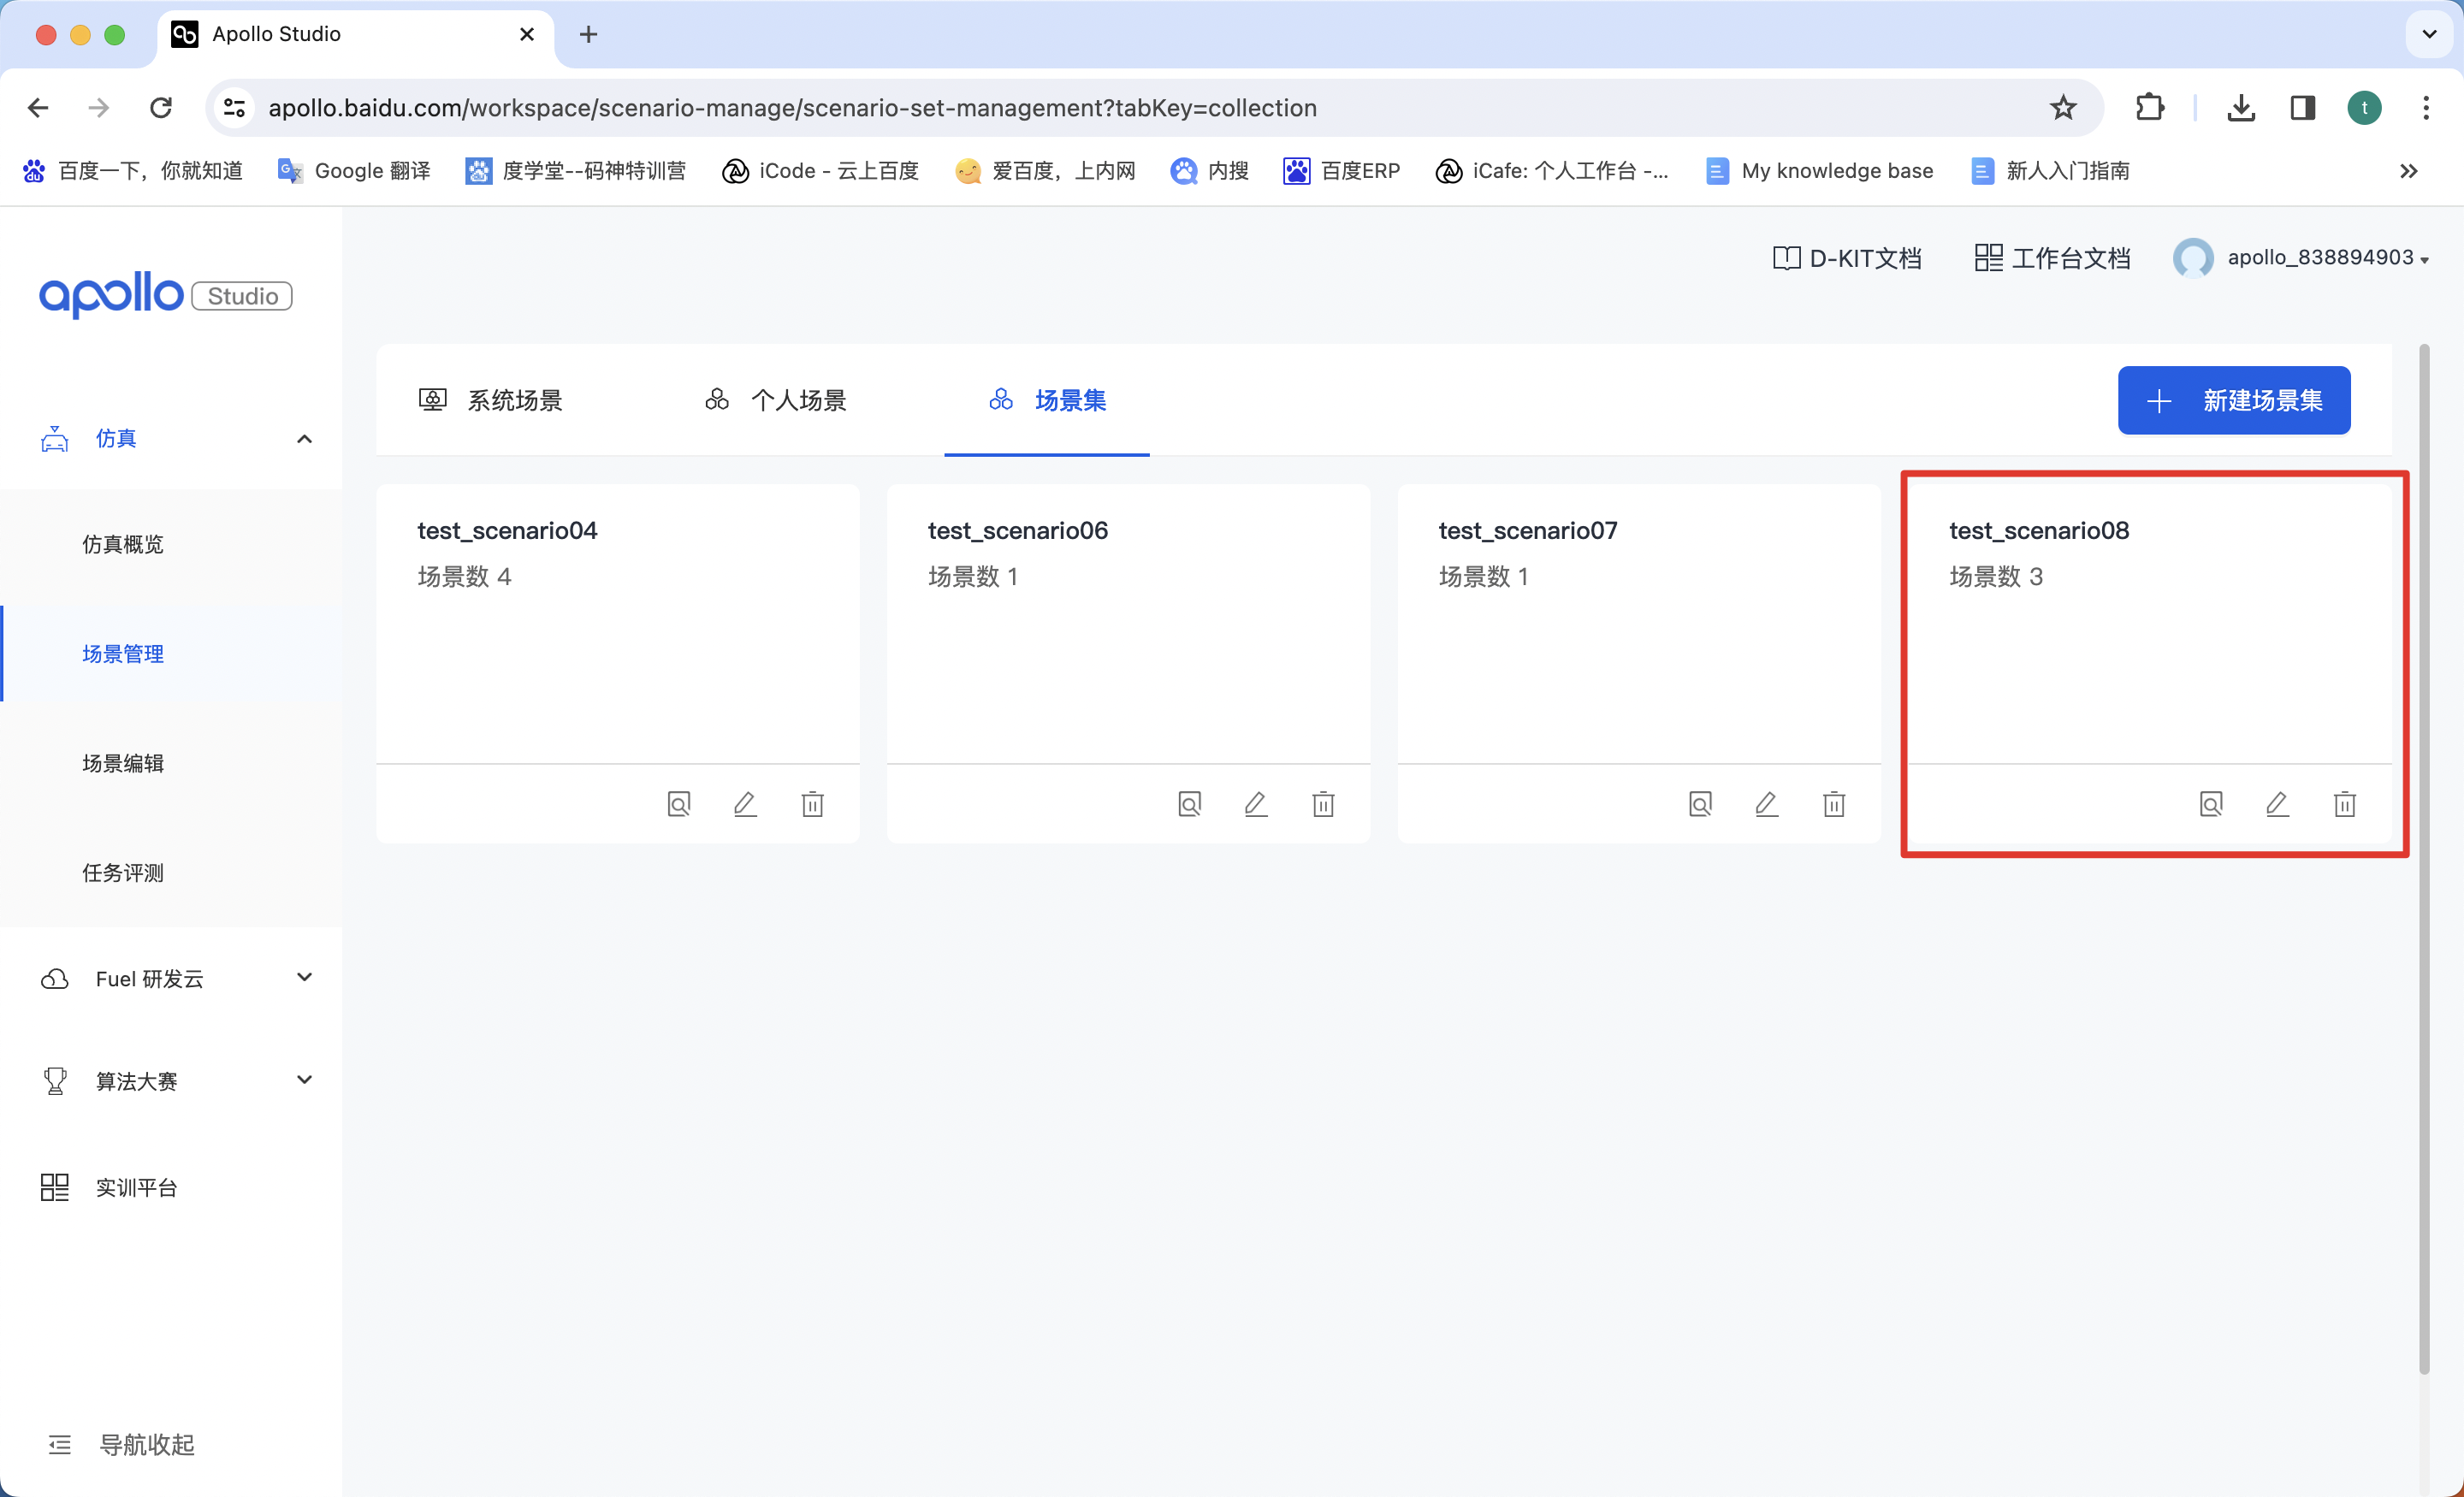 Apollo Studio
apollo.baidu.com/workspace/scenario-manage/scenario-set-management?tabKey=collection
t
百度一下，你就知道
Google 翻译
度学堂--码神特训营
iCode - 云上百度
爱百度，上内网
内搜
百度ERP
iCafe: 个人工作台 -...
My knowledge base
新人入门指南
D-KIT文档
工作台文档
apollo_838894903
apollo Studio
系统场景
个人场景
场景集
新建场景集
仿真
仿真概览
场景管理
场景编辑
任务评测
Fuel 研发云
算法大赛
实训平台
导航收起
test_scenario04
场景数 4
test_scenario06
场景数 1
test_scenario07
场景数 1
test_scenario08
场景数 3